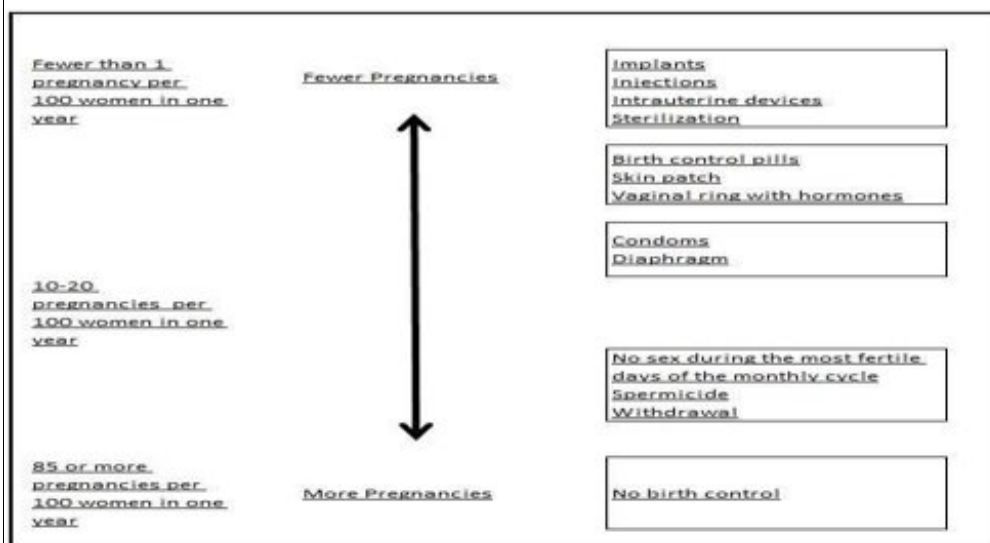 Fewer than 1
pregnancy per
100 women in one
year
Fewer Pregnancies
Implants
Injections
Intrauterine devices
Sterilization
Birth control pills
Skin patch
Vaginal ring with hormones
Condoms
Diaphragm
10-20
pregnancies per
100 women in one
year
No sex during the most fertile
days of the monthly cycle
Spermicide
Withdrawal
85 or more
pregnancies per
100 women in one
year
More Pregnancies
No birth control